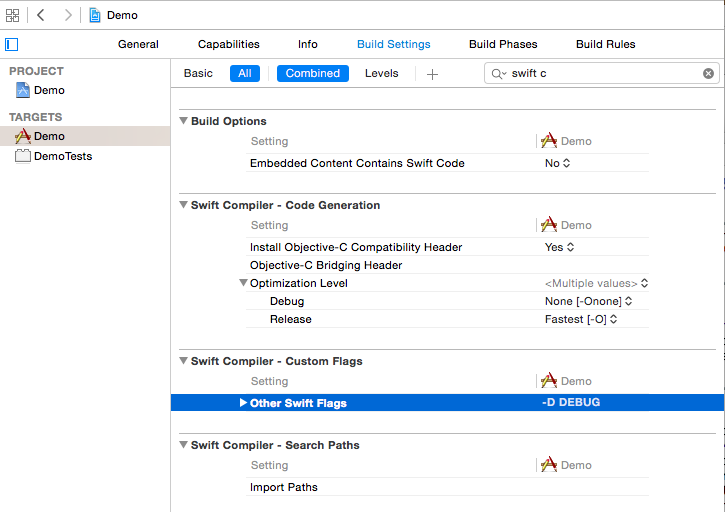 Demo
General Capabilities Info Build Settings Build Phases Build Rules
PROJECT
Demo
TARGETS
Demo
DemoTests
Basic All Combined Levels + swift c
Build Options
Setting Demo
Embedded Content Contains Swift Code No
Swift Compiler - Code Generation
Setting Demo
Install Objective-C Compatibility Header Yes
Objective-C Bridging Header
Optimization Level <Multiple values>
Debug None [-Onone]
Release Fastest [-O]
Swift Compiler - Custom Flags
Setting Demo
Other Swift Flags -D DEBUG
Swift Compiler - Search Paths
Setting Demo
Import Paths